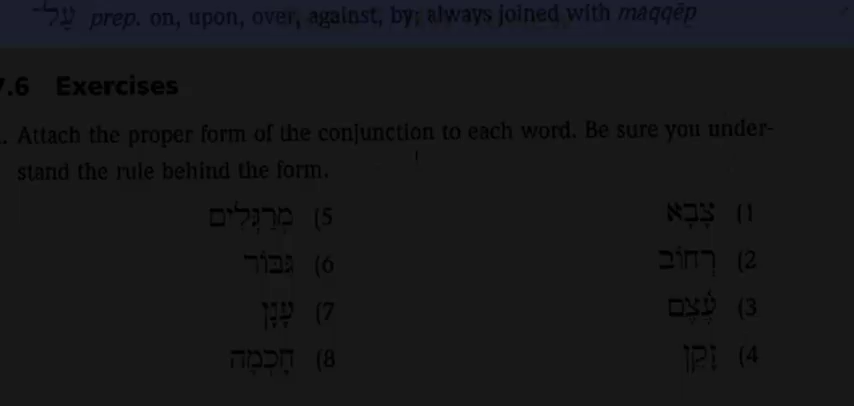 עַל־ prep. on, upon, over, against, by; always joined with maqqēp
7.6 Exercises
. Attach the proper form of the conjunction to each word. Be sure you under-
stand the rule behind the form.
1) צָבָא 5) מְרַגְּלִים
2) רְחוֹב 6) גִּבּוֹר
3) עֶ֫צֶם 7) עָנָן
4) זָקֵן 8) חָכְמָה